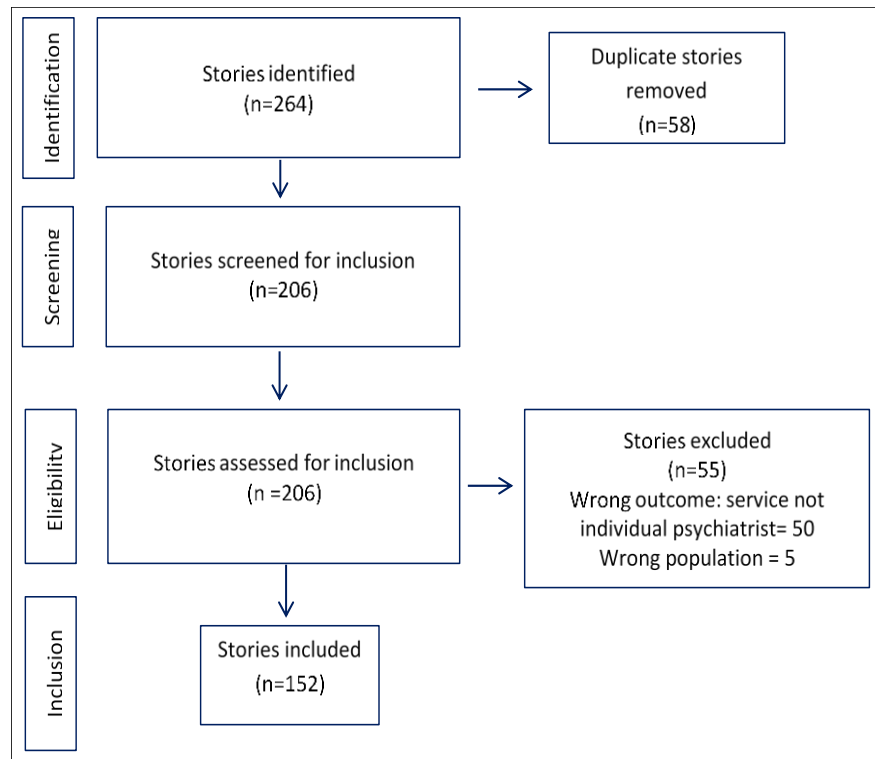 Identification
Stories identified
(n=264)
Duplicate stories
removed
(n=58)
Screening
Stories screened for inclusion
(n=206)
Eligibility
Stories assessed for inclusion
(n =206)
Stories excluded
(n=55)
Wrong outcome: service not
individual psychiatrist= 50
Wrong population = 5
Inclusion
Stories included
(n=152)